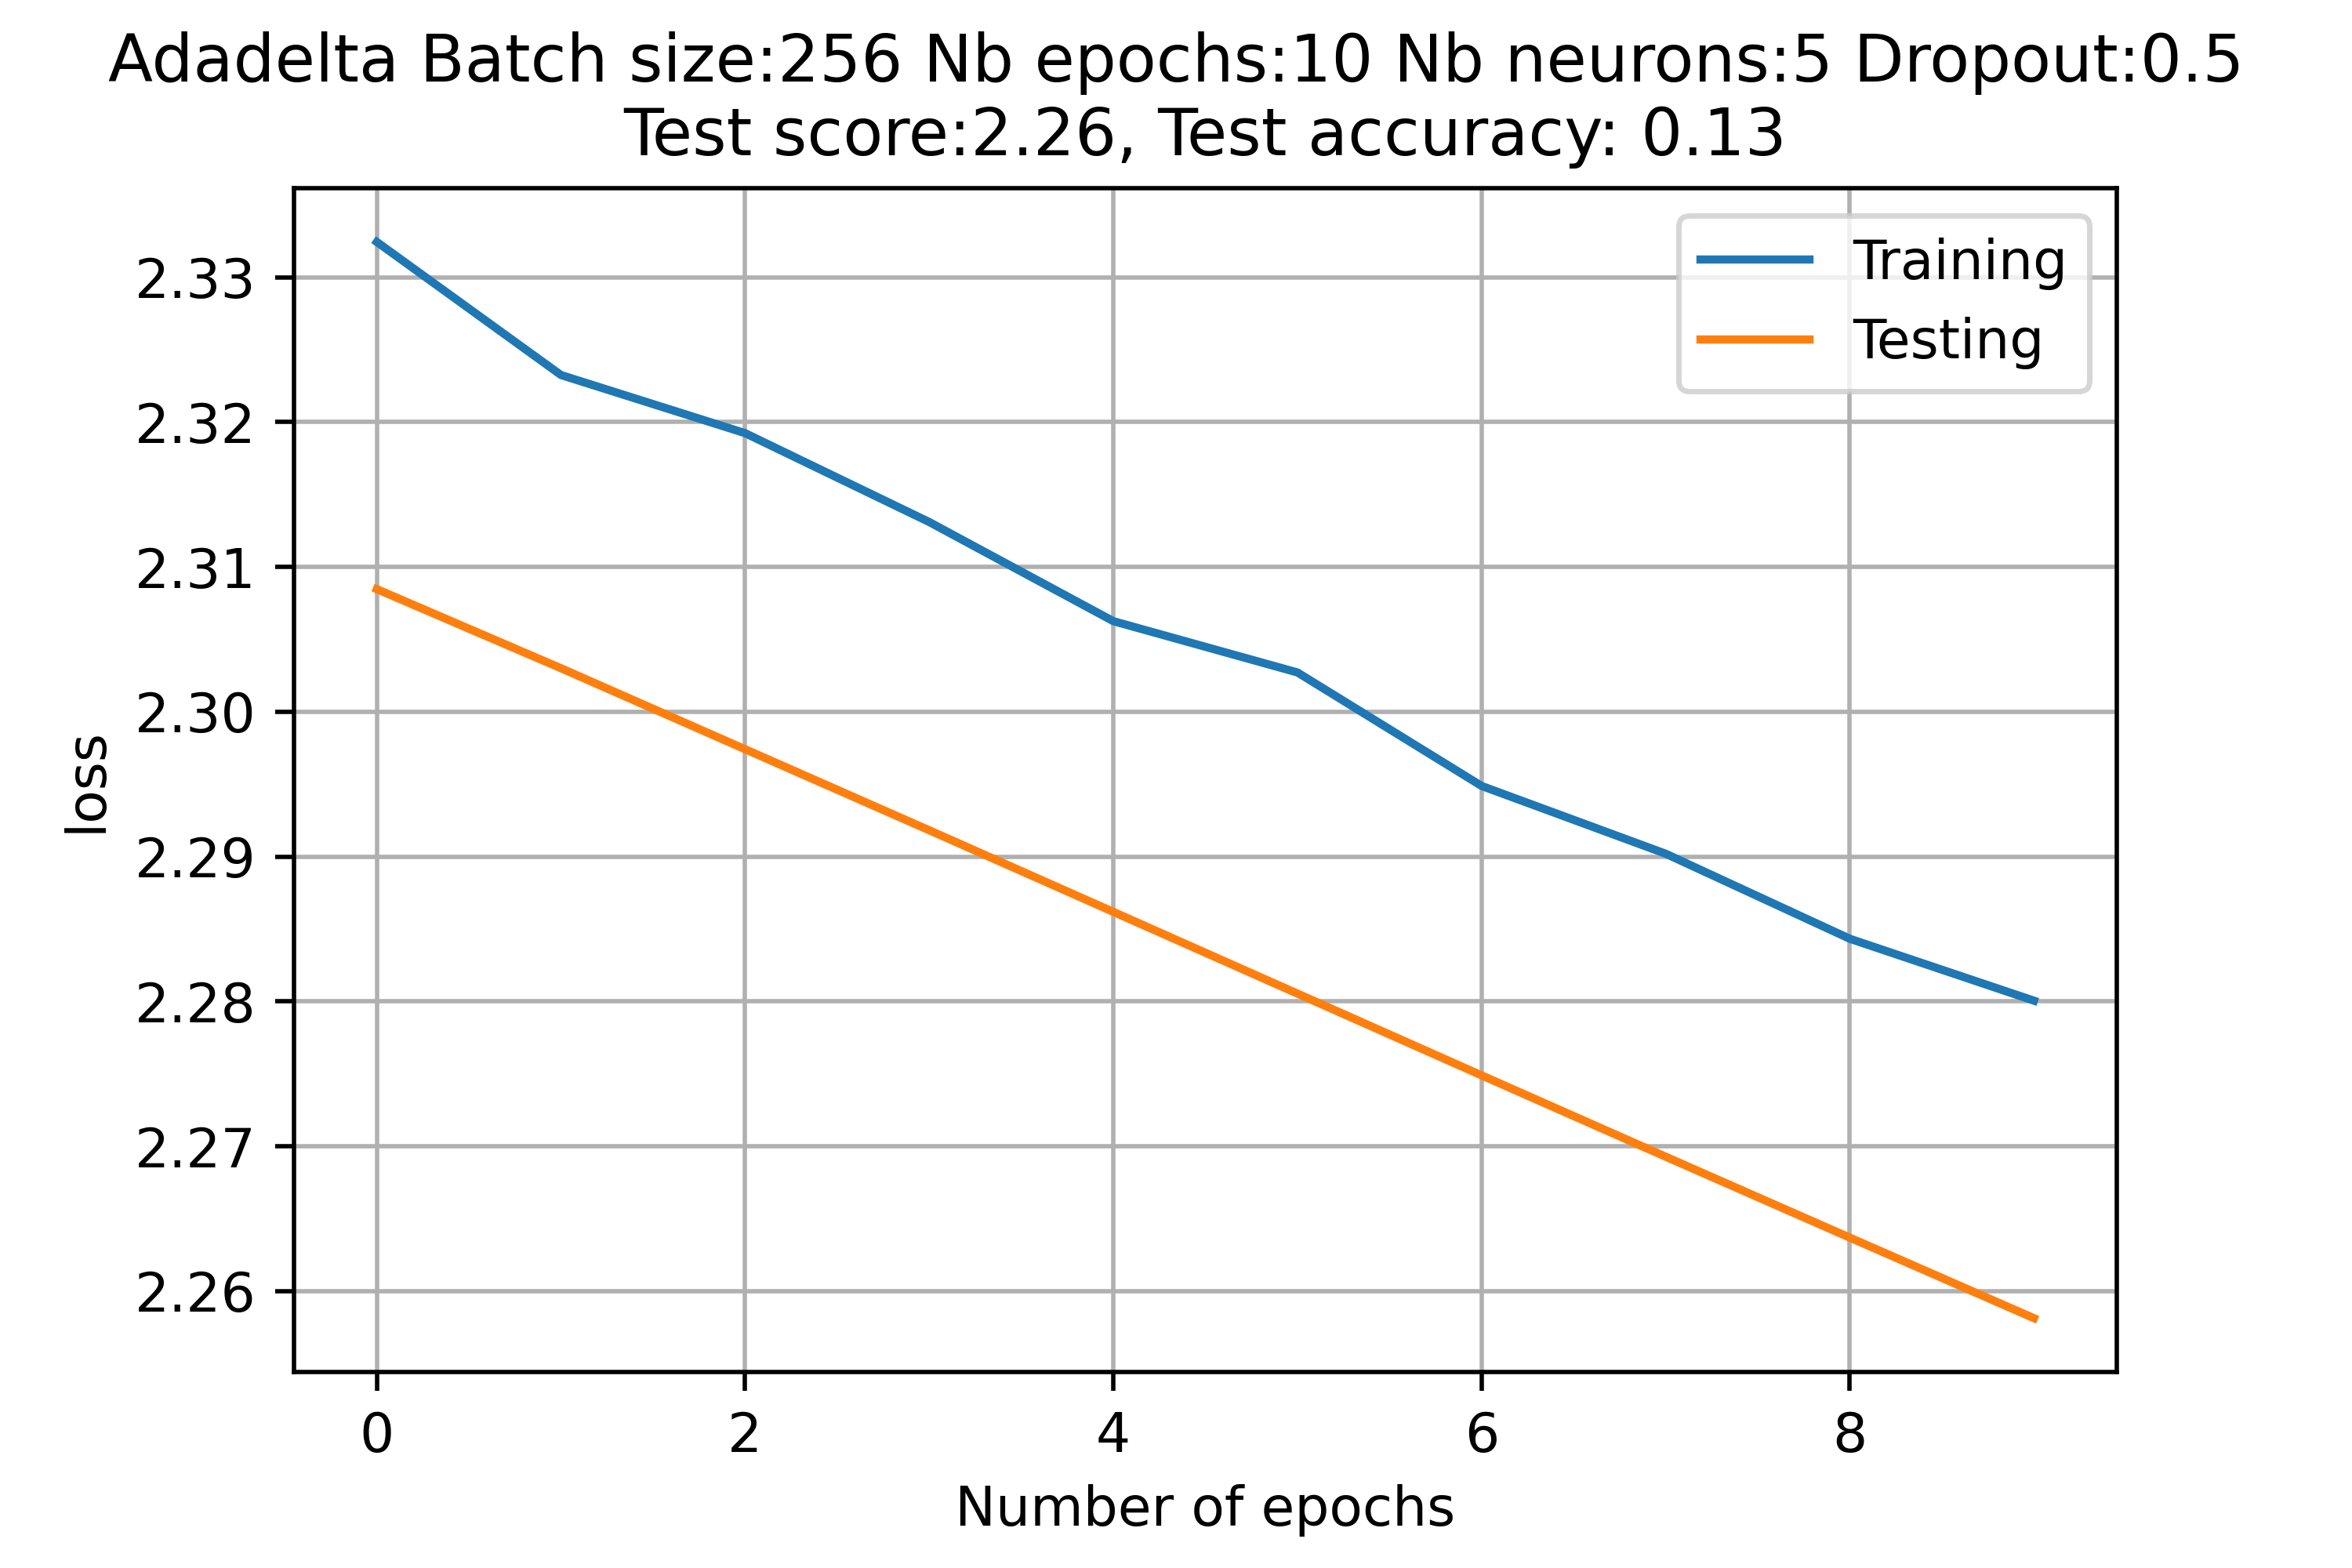 Adadelta Batch size:256 Nb epochs:10 Nb neurons:5 Dropout:0.5
Test score:2.26, Test accuracy: 0.13
Training
Testing
2.33
2.32
2.31
2.30
2.29
2.28
2.27
2.26
loss
0 2 4 6 8
Number of epochs